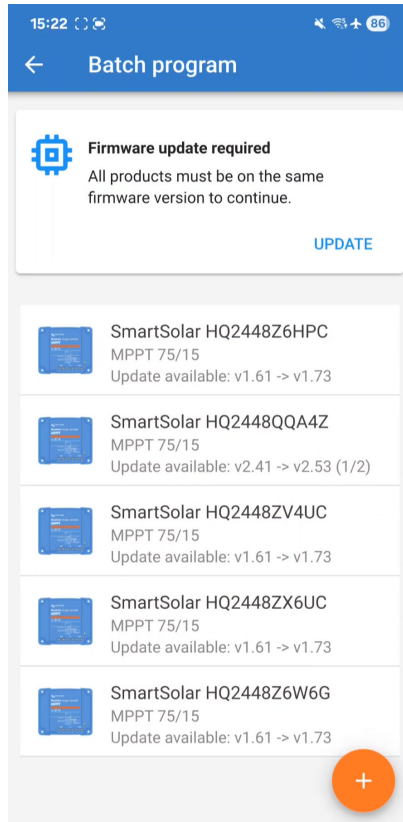 15:22
86
Batch program
Firmware update required
All products must be on the same
firmware version to continue.
UPDATE
SmartSolar HQ2448Z6HPC
MPPT 75/15
Update available: v1.61 -> v1.73
SmartSolar HQ2448QQA4Z
MPPT 75/15
Update available: v2.41 -> v2.53 (1/2)
SmartSolar HQ2448ZV4UC
MPPT 75/15
Update available: v1.61 -> v1.73
SmartSolar HQ2448ZX6UC
MPPT 75/15
Update available: v1.61 -> v1.73
SmartSolar HQ2448Z6W6G
MPPT 75/15
Update available: v1.61 -> v1.73